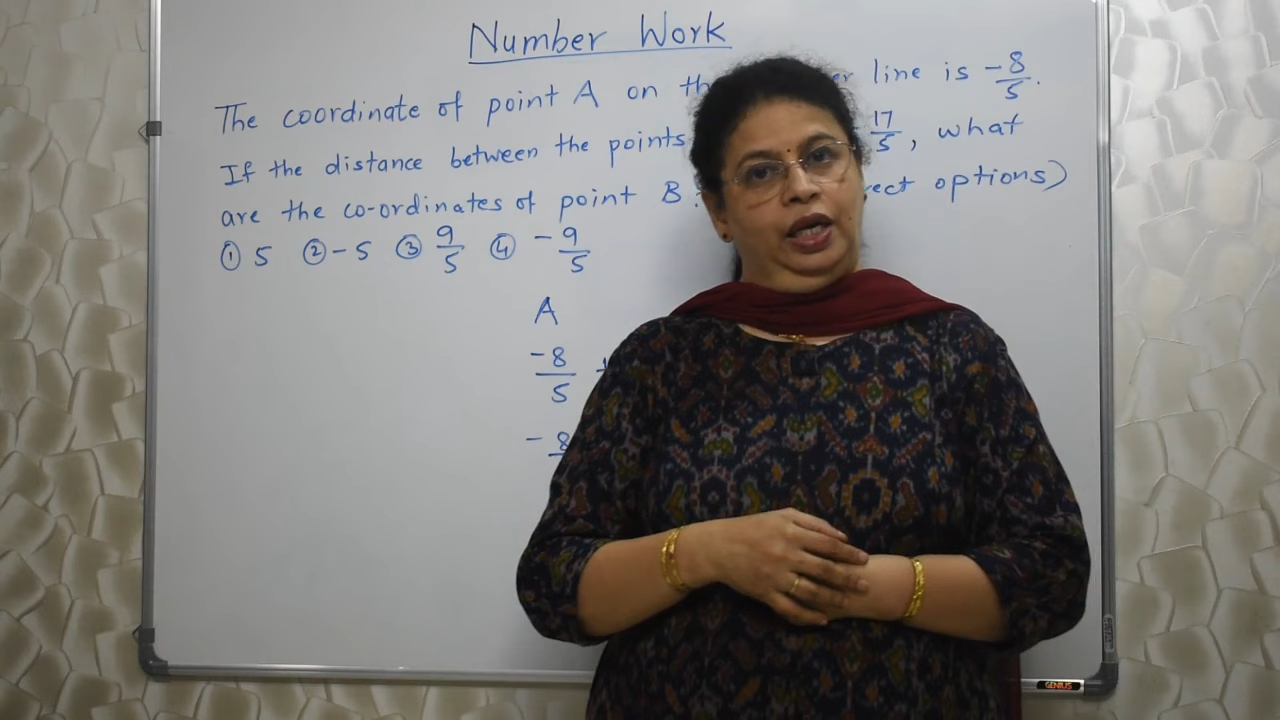 Number Work
The coordinate of point A on line is -8/5.
If the distance between the points 17/5, what
are the co-ordinates of point B options)
① 5 ② -5 ③ 9/5 ④ -9/5
A
-8/5
-8
GENIUS